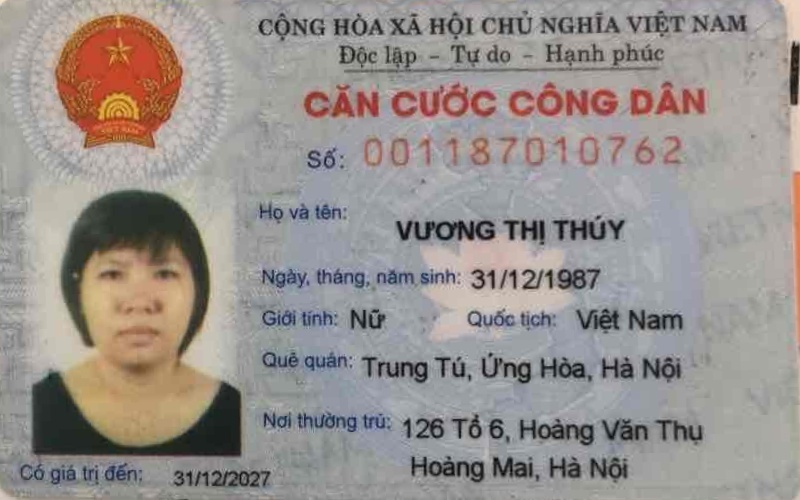 CỘNG HÒA XÃ HỘI CHỦ NGHĨA VIỆT NAM
Độc lập - Tự do - Hạnh phúc
CĂN CƯỚC CÔNG DÂN
Số: 001187010762
Họ và tên:
VƯƠNG THỊ THÚY
Ngày, tháng, năm sinh: 31/12/1987
Giới tính: Nữ Quốc tịch: Việt Nam
Quê quán: Trung Tú, Ứng Hòa, Hà Nội
Nơi thường trú: 126 Tổ 6, Hoàng Văn Thụ
Hoàng Mai, Hà Nội
Có giá trị đến: 31/12/2027